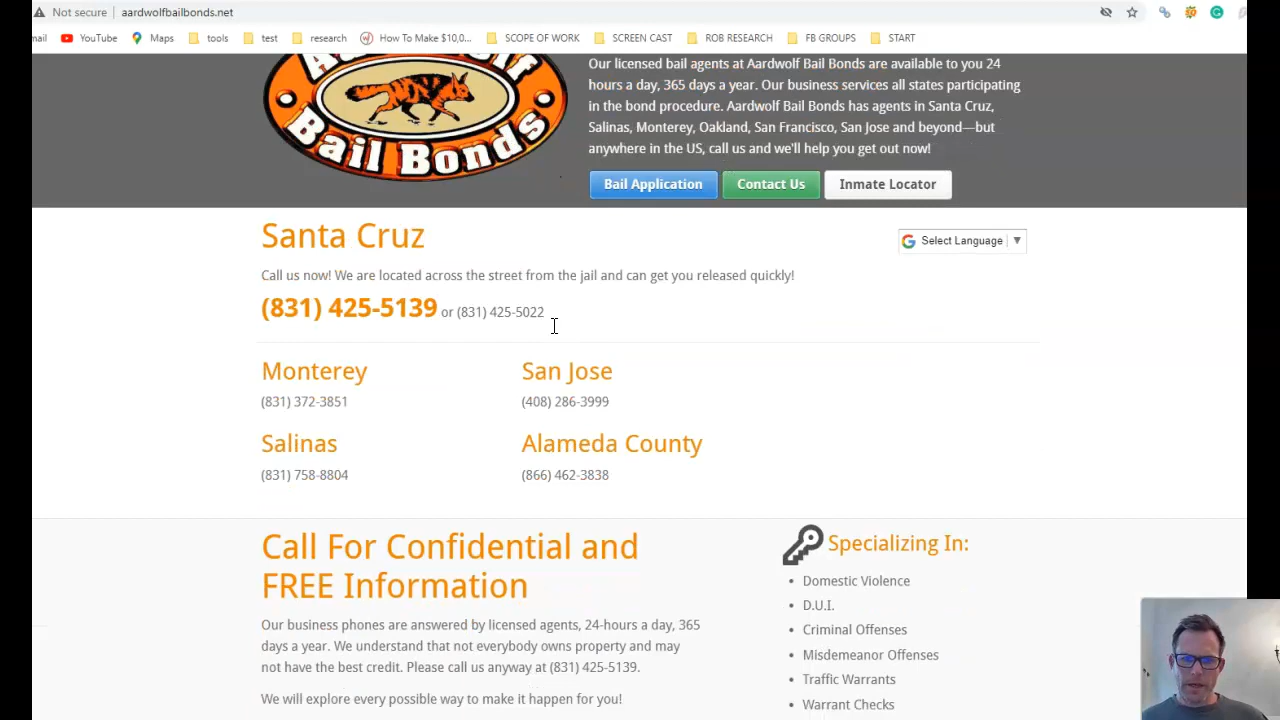 Not secure aardwolfbailbonds.net
mail YouTube Maps tools test research How To Make $10,0... SCOPE OF WORK SCREEN CAST ROB RESEARCH FB GROUPS START
Aardwolf
Bail Bonds
Our licensed bail agents at Aardwolf Bail Bonds are available to you 24
hours a day, 365 days a year. Our business services all states participating
in the bond procedure. Aardwolf Bail Bonds has agents in Santa Cruz,
Salinas, Monterey, Oakland, San Francisco, San Jose and beyond—but
anywhere in the US, call us and we'll help you get out now!
Bail Application Contact Us Inmate Locator
Santa Cruz
Select Language ▼
Call us now! We are located across the street from the jail and can get you released quickly!
(831) 425-5139 or (831) 425-5022
Monterey
(831) 372-3851
San Jose
(408) 286-3999
Salinas
(831) 758-8804
Alameda County
(866) 462-3838
Call For Confidential and
FREE Information
Our business phones are answered by licensed agents, 24-hours a day, 365
days a year. We understand that not everybody owns property and may
not have the best credit. Please call us anyway at (831) 425-5139.
We will explore every possible way to make it happen for you!
Specializing In:
• Domestic Violence
• D.U.I.
• Criminal Offenses
• Misdemeanor Offenses
• Traffic Warrants
• Warrant Checks